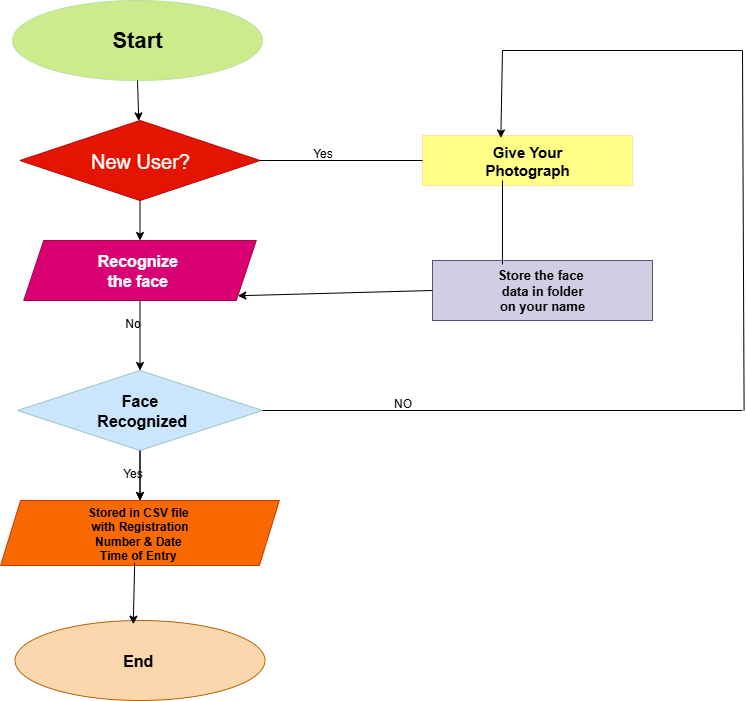 Start
New User?
Yes
Give Your
Photograph
Recognize
the face
Store the face
data in folder
on your name
No
Face
Recognized
NO
Yes
Stored in CSV file
with Registration
Number & Date
Time of Entry
End